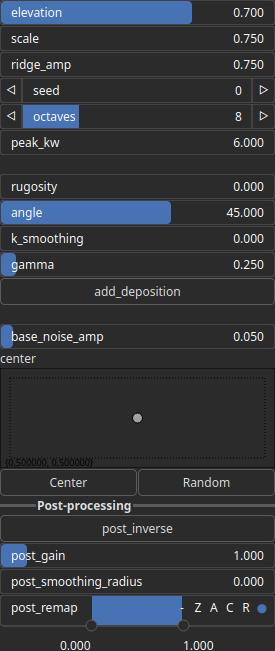 elevation 0.700
scale 0.750
ridge_amp 0.750
seed 0
octaves 8
peak_kw 6.000
rugosity 0.000
angle 45.000
k_smoothing 0.000
gamma 0.250
add_deposition
base_noise_amp 0.050
center
(0.500000, 0.500000)
Center Random
Post-processing
post_inverse
post_gain 1.000
post_smoothing_radius 0.000
post_remap - Z A C R
0.000 1.000